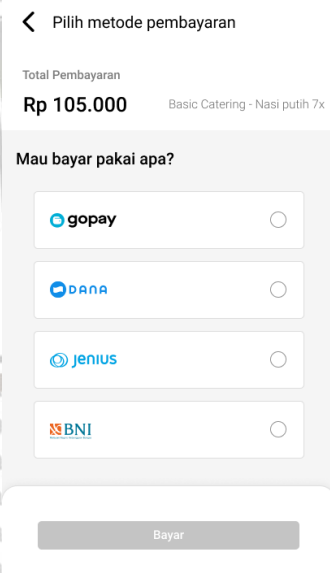 Pilih metode pembayaran
Total Pembayaran
Rp 105.000 Basic Catering - Nasi putih 7x
Mau bayar pakai apa?
gopay
DANA
jenius
BNI
Bayar